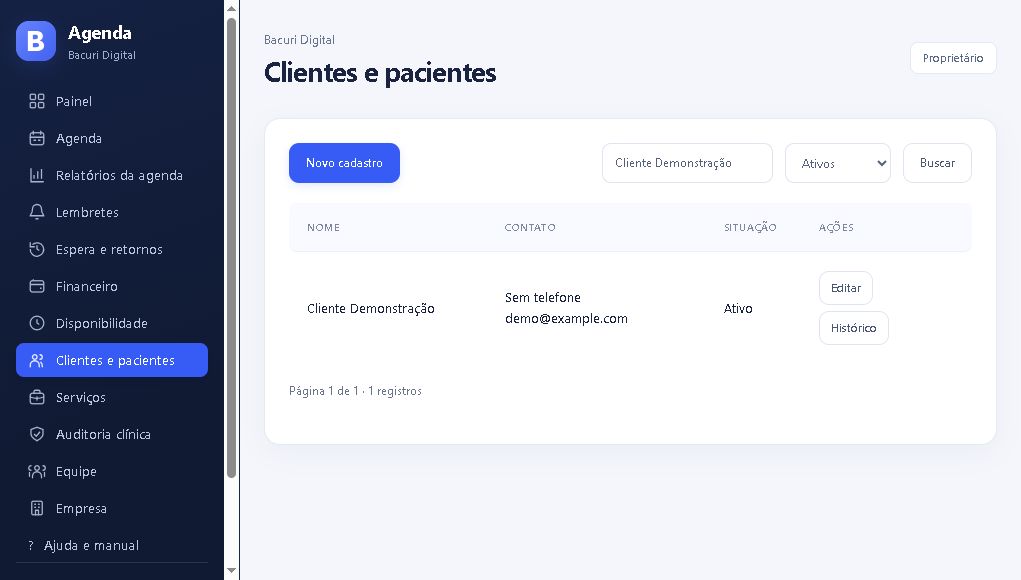 B
Agenda
Bacuri Digital
Painel
Agenda
Relatórios da agenda
Lembretes
Espera e retornos
Financeiro
Disponibilidade
Clientes e pacientes
Serviços
Auditoria clínica
Equipe
Empresa
? Ajuda e manual
Bacuri Digital
Clientes e pacientes
Proprietário
Novo cadastro
Cliente Demonstração
Ativos
Buscar
NOME CONTATO SITUAÇÃO AÇÕES
Cliente Demonstração
Sem telefone
demo@example.com
Ativo
Editar
Histórico
Página 1 de 1 · 1 registros